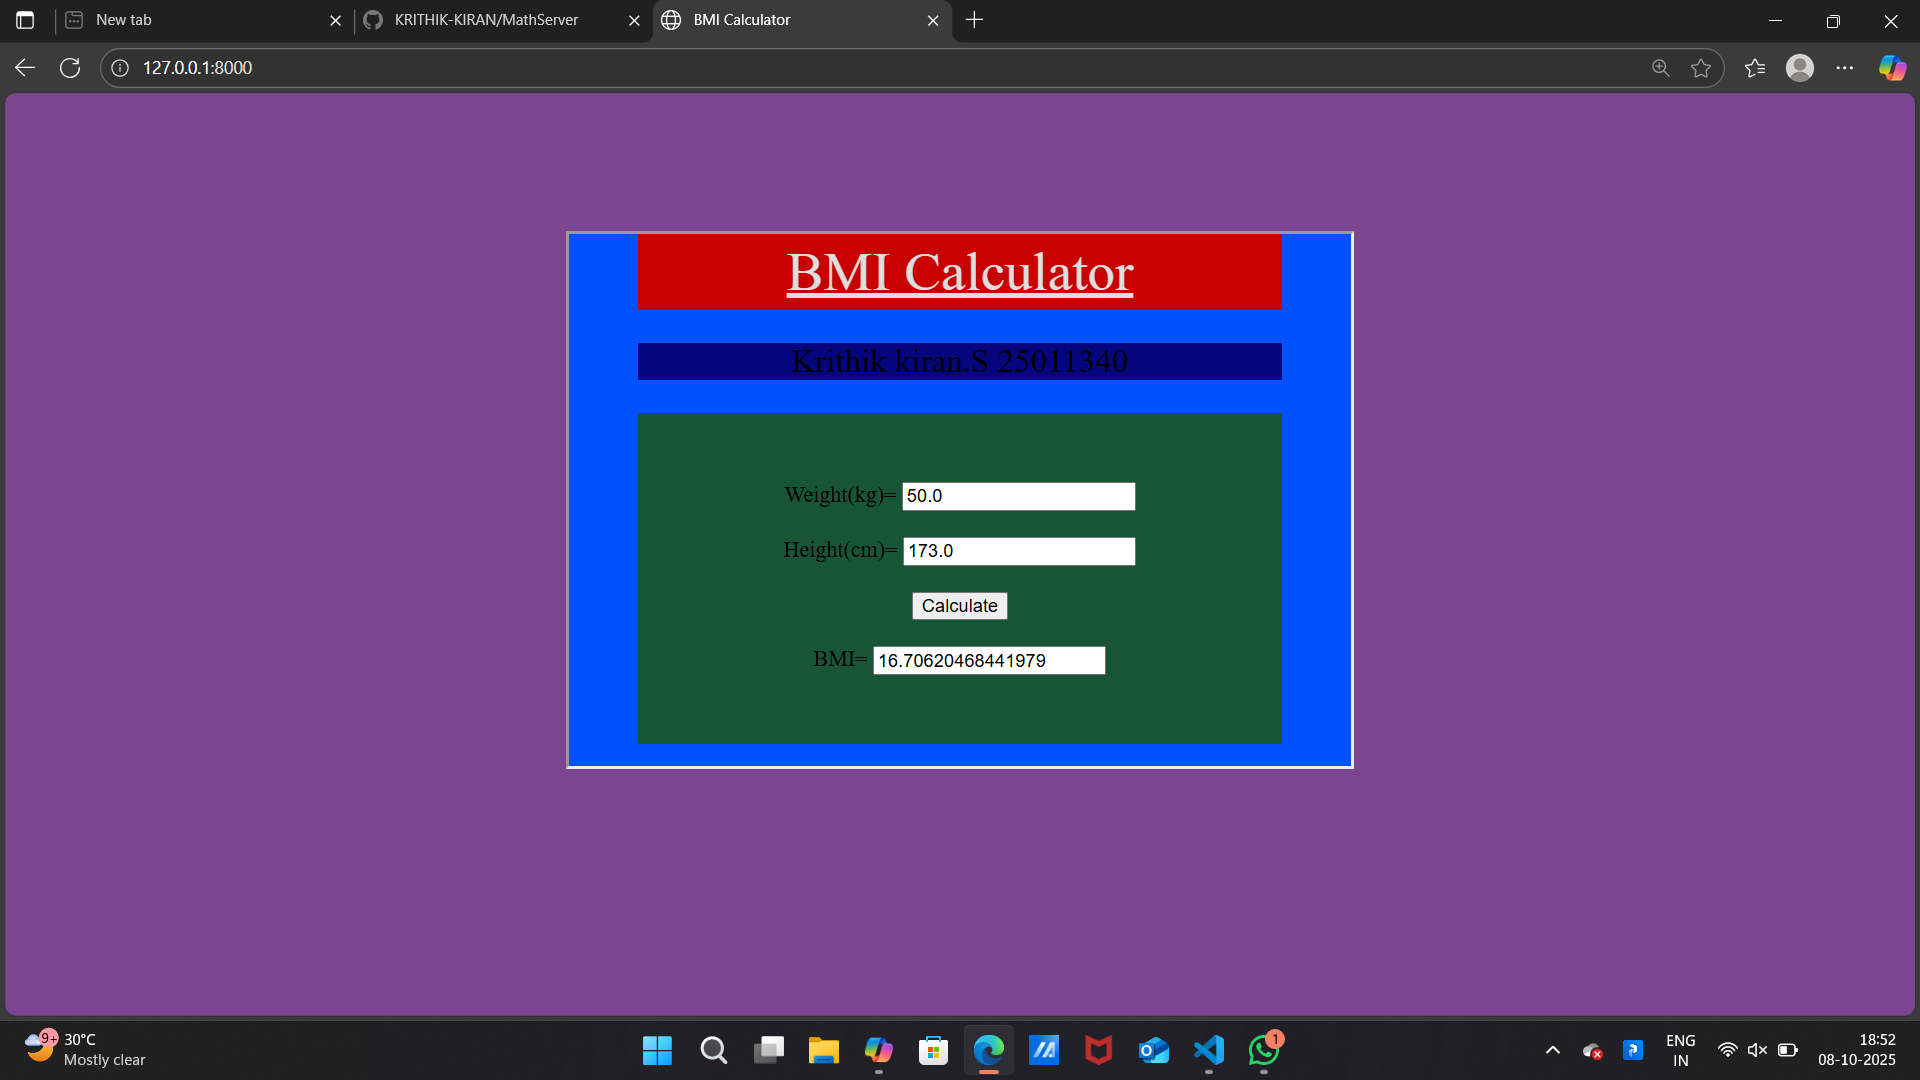 New tab
KRITHIK-KIRAN/MathServer
BMI Calculator
127.0.0.1:8000
BMI Calculator
Krithik kiran.S 25011340
Weight(kg)= 50.0
Height(cm)= 173.0
Calculate
BMI= 16.70620468441979
9+
30°C
Mostly clear
1
ENG
IN
18:52
08-10-2025